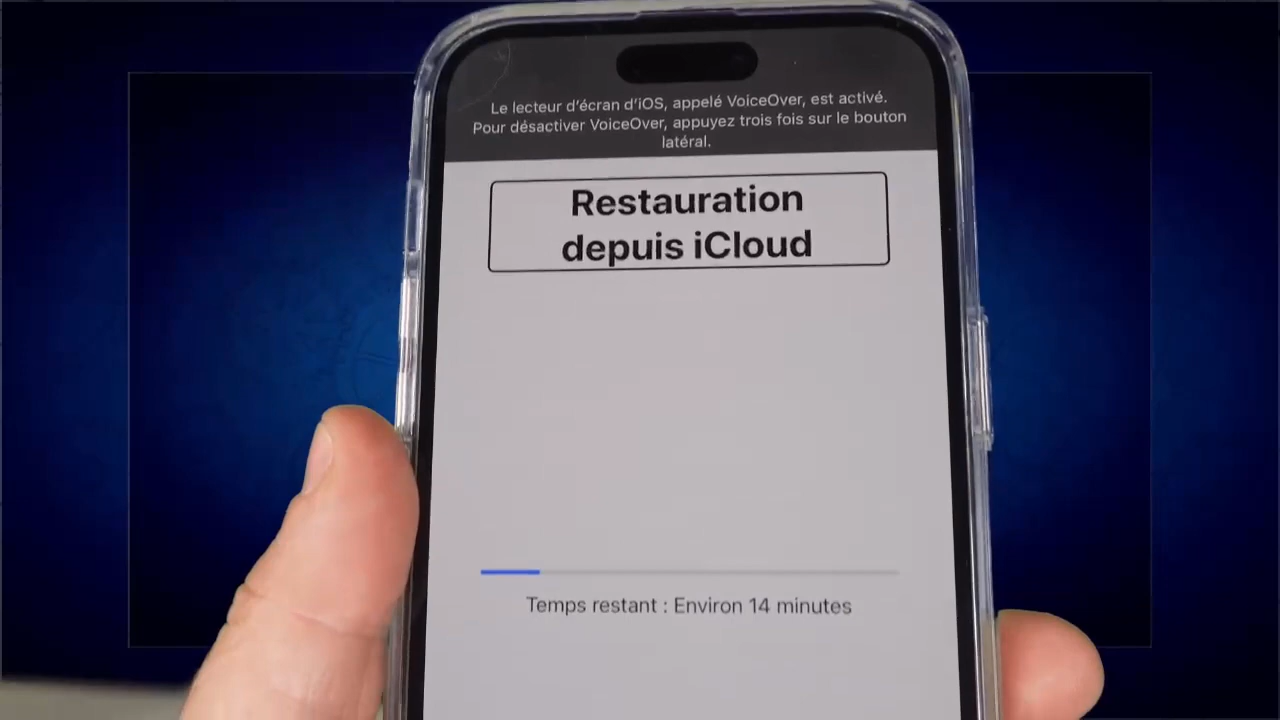 Le lecteur d'écran d'iOS, appelé VoiceOver, est activé.
Pour désactiver VoiceOver, appuyez trois fois sur le bouton
latéral.
Restauration
depuis iCloud
Temps restant : Environ 14 minutes